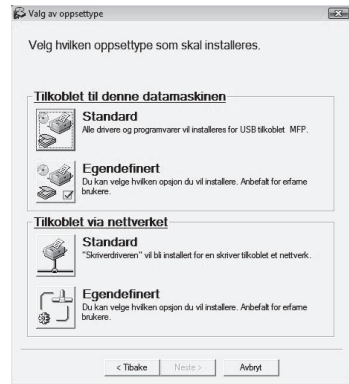 Valg av oppsettype
Velg hvilken oppsettype som skal installeres.
Tilkoblet til denne datamaskinen
Standard
Alle drivere og programvarer vil installeres for USB tilkoblet MFP.
Egendefinert
Du kan velge hvilken opsjon du vil installere. Anbefalt for erfarne
brukere.
Tilkoblet via nettverket
Standard
"Skriverdriveren" vil bli installert for en skriver tilkoblet et nettverk.
Egendefinert
Du kan velge hvilken opsjon du vil installere. Anbefalt for erfarne
brukere.
< Tibake
Neste >
Avbryt